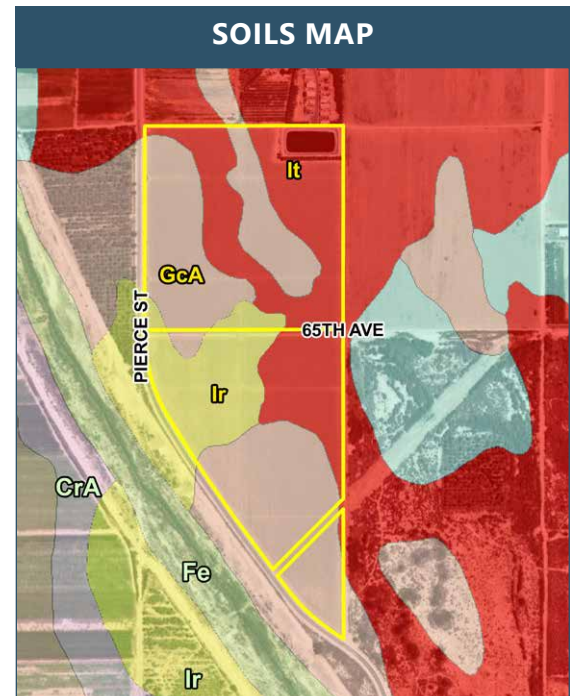 SOILS MAP
It
GcA
PIERCE ST
65TH AVE
Ir
CrA
Fe
Ir